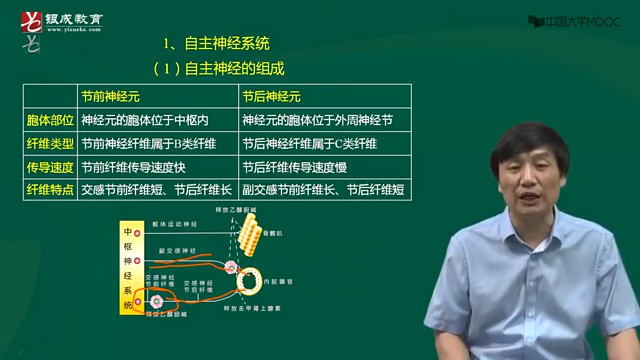 银成教育
www.yixueks.com
中国大学MOOC
1、自主神经系统
（1）自主神经的组成
节前神经元 节后神经元
胞体部位 神经元的胞体位于中枢内 神经元的胞体位于外周神经节
纤维类型 节前神经纤维属于B类纤维 节后神经纤维属于C类纤维
传导速度 节前纤维传导速度快 节后纤维传导速度慢
纤维特点 交感节前纤维短、节后纤维长 副交感节前纤维长、节后纤维短
释放乙酰胆碱
中枢神经系统
躯体运动神经
骨骼肌
副交感神经
交感神经
节前纤维
交感神经
节后纤维
内脏器官
释放乙酰胆碱
释放去甲肾上腺素